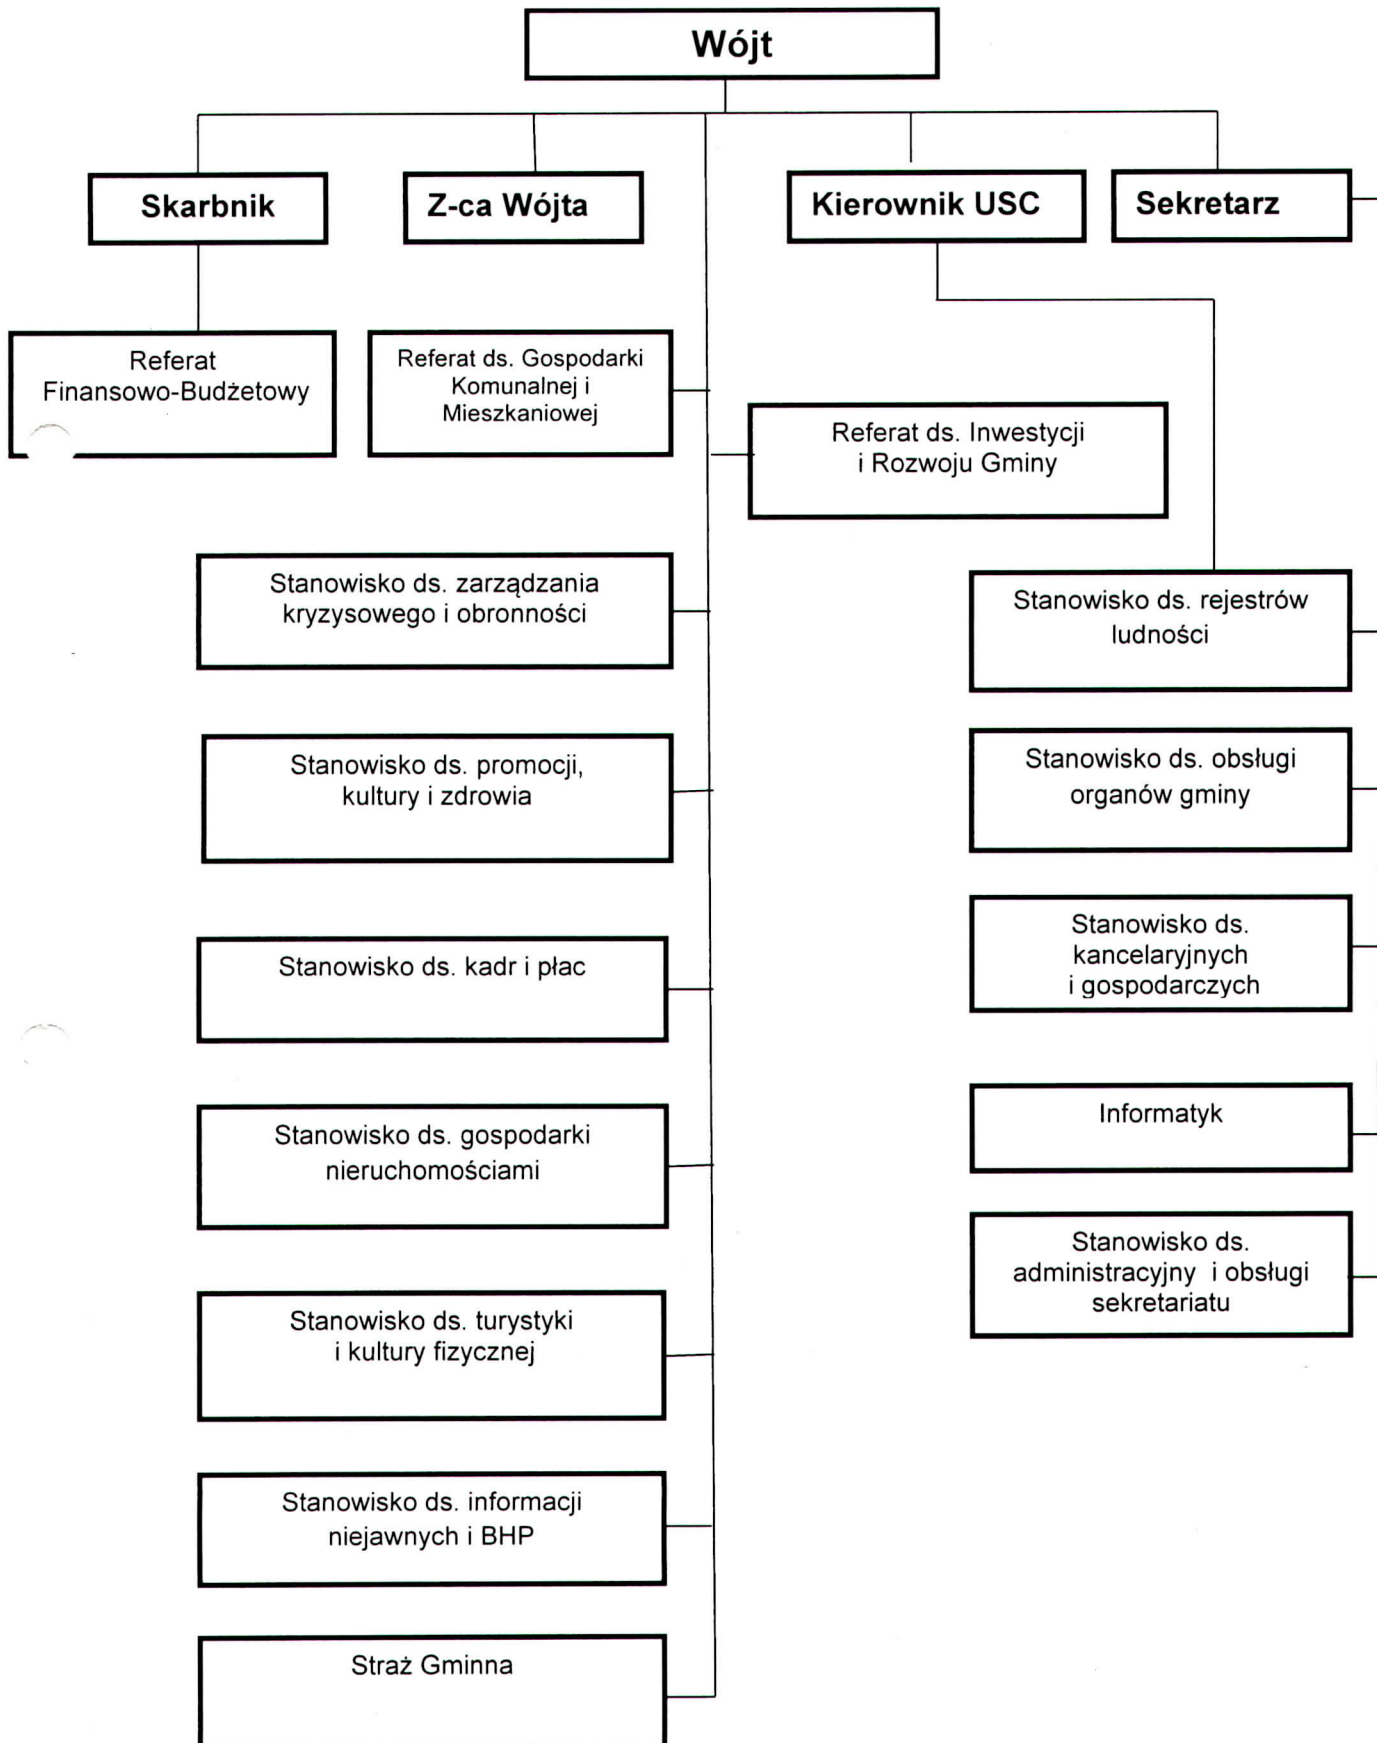 Wójt
Skarbnik
Z-ca Wójta
Kierownik USC
Sekretarz
Referat
Finansowo-Budżetowy
Referat ds. Gospodarki
Komunalnej i
Mieszkaniowej
Referat ds. Inwestycji
i Rozwoju Gminy
Stanowisko ds. zarządzania
kryzysowego i obronności
Stanowisko ds. rejestrów
ludności
Stanowisko ds. promocji,
kultury i zdrowia
Stanowisko ds. obsługi
organów gminy
Stanowisko ds. kadr i płac
Stanowisko ds.
kancelaryjnych
i gospodarczych
Stanowisko ds. gospodarki
nieruchomościami
Informatyk
Stanowisko ds.
administracyjny i obsługi
sekretariatu
Stanowisko ds. turystyki
i kultury fizycznej
Stanowisko ds. informacji
niejawnych i BHP
Straż Gminna